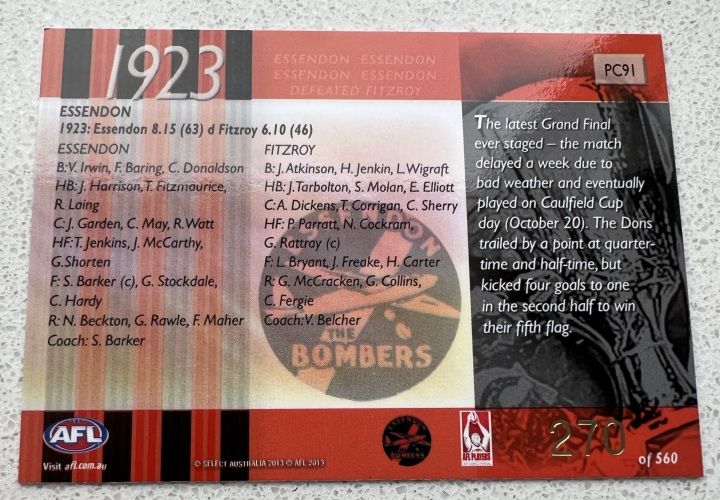 1923
ESSENDON ESSENDON
ESSENDON ESSENDON
DEFEATED FITZROY
PC91
ESSENDON
1923: Essendon 8.15 (63) d Fitzroy 6.10 (46)
ESSENDON
B: V. Irwin, F. Baring, C. Donaldson
HB: J. Harrison, T. Fitzmaurice,
R. Laing
C: J. Garden, C. May, R. Watt
HF: T. Jenkins, J. McCarthy,
G. Shorten
F: S. Barker (c), G. Stockdale,
C. Hardy
R: N. Beckton, G. Rawle, F. Maher
Coach: S. Barker
FITZROY
B: J. Atkinson, H. Jenkin, L. Wigraft
HB: J. Tarbolton, S. Molan, E. Elliott
C: A. Dickens, T. Corrigan, C. Sherry
HF: P. Parratt, N. Cockram,
G. Rattray (c)
F: L. Bryant, J. Freake, H. Carter
R: G. McCracken, G. Collins,
C. Fergie
Coach: V. Belcher
ESSENDON
THE
BOMBERS
The latest Grand Final
ever staged – the match
delayed a week due to
bad weather and eventually
played on Caulfield Cup
day (October 20). The Dons
trailed by a point at quarter-
time and half-time, but
kicked four goals to one
in the second half to win
their fifth flag.
AFL
Visit afl.com.au
© SELECT AUSTRALIA 2013 © AFL 2013
ESSENDON
BOMBERS
AFL PLAYERS
270
of 560